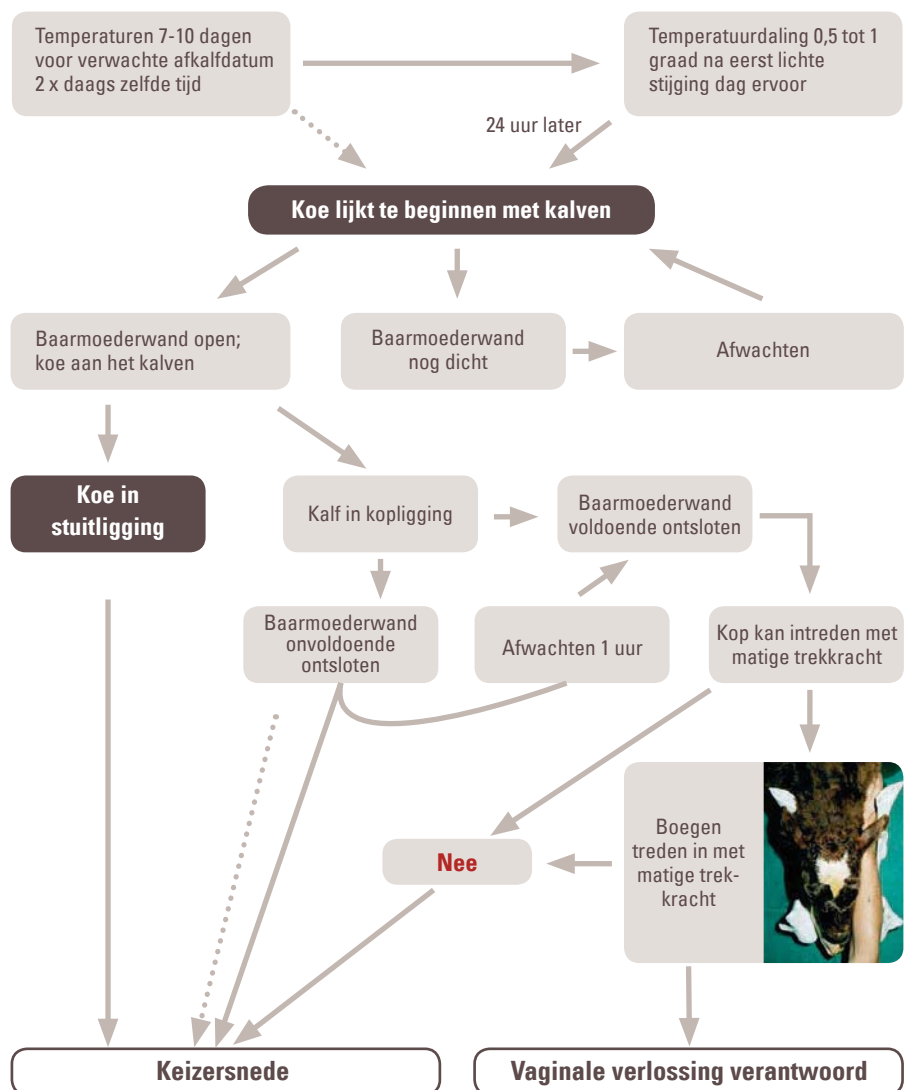 Temperaturen 7-10 dagen
voor verwachte afkalfdatum
2 x daags zelfde tijd
Temperatuurdaling 0,5 tot 1
graad na eerst lichte
stijging dag ervoor
24 uur later
Koe lijkt te beginnen met kalven
Baarmoederwand open;
koe aan het kalven
Baarmoederwand
nog dicht
Afwachten
Koe in
stuitligging
Kalf in kopligging
Baarmoederwand
voldoende ontsloten
Baarmoederwand
onvoldoende
ontsloten
Afwachten 1 uur
Kop kan intreden met
matige trekkracht
Nee
Boegen
treden in met
matige trek-
kracht
Keizersnede
Vaginale verlossing verantwoord